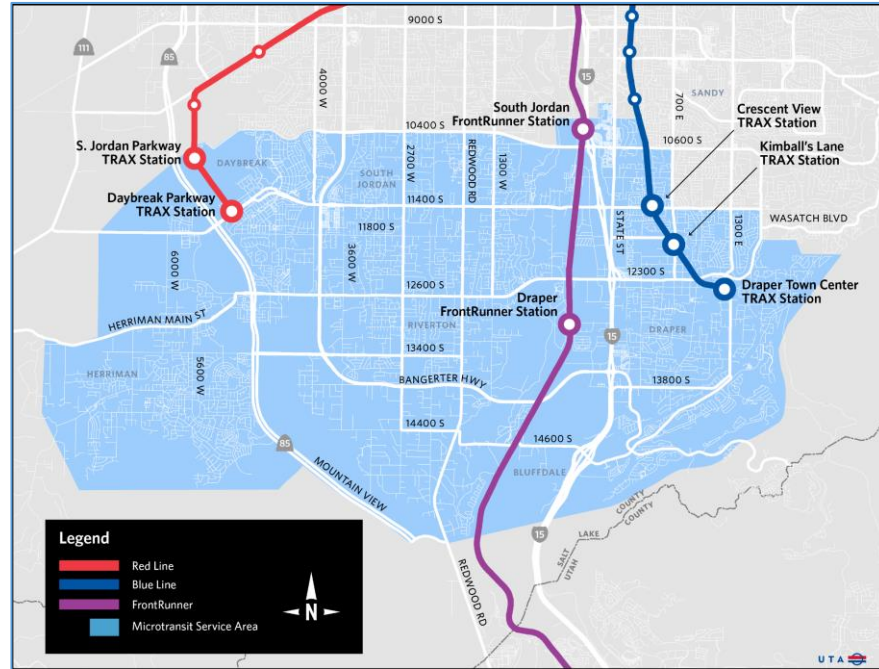 9000 S
111
85
15
4000 W
700 E
SANDY
South Jordan
FrontRunner Station
Crescent View
TRAX Station
10400 S
10600 S
Kimball's Lane
TRAX Station
S. Jordan Parkway
TRAX Station
DAYBREAK
2700 W
REDWOOD RD
1300 W
SOUTH
JORDAN
Daybreak Parkway
TRAX Station
11400 S
STATE ST
1300 E
WASATCH BLVD
11800 S
6000 W
3600 W
12300 S
12600 S
Draper Town Center
TRAX Station
HERRIMAN MAIN ST
Draper
FrontRunner Station
RIVERTON
DRAPER
15
13400 S
HERRIMAN
5600 W
BANGERTER HWY
13800 S
14400 S
14600 S
85
BLUFFDALE
MOUNTAIN VIEW
COUNTY
COUNTY
LAKE
SALT
UTAH
15
REDWOOD RD
Legend
Red Line
Blue Line
FrontRunner
Microtransit Service Area
N
UTA